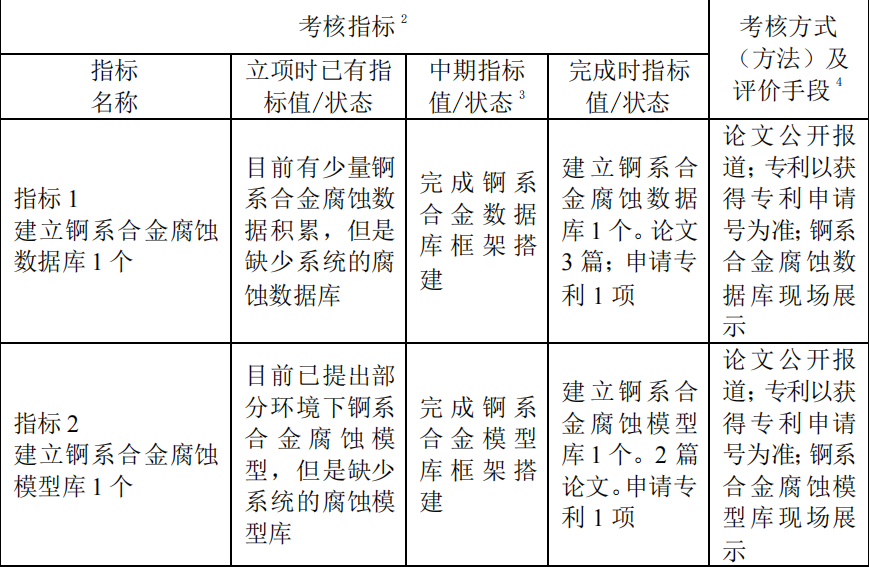 考核指标2
考核方式
（方法）及
评价手段4
指标
名称
立项时已有指
标值/状态
中期指标
值/状态3
完成时指标
值/状态
指标 1
建立锕系合金腐蚀
数据库 1 个
目前有少量锕
系合金腐蚀数
据积累，但是
缺少系统的腐
蚀数据库
完成锕系
合金数据
库框架搭
建
建立锕系合
金腐蚀数据
库 1 个。论文
3 篇；申请专
利 1 项
论文公开报
道；专利以获
得专利申请
号为准；锕系
合金腐蚀数
据库现场展
示
指标 2
建立锕系合金腐蚀
模型库 1 个
目前已提出部
分环境下锕系
合金腐蚀模
型，但是缺少
系统的腐蚀模
型库
完成锕系
合金模型
库框架搭
建
建立锕系合
金腐蚀模型
库 1 个。2 篇
论文。申请专
利 1 项
论文公开报
道；专利以获
得专利申请
号为准；锕系
合金腐蚀模
型库现场展
示